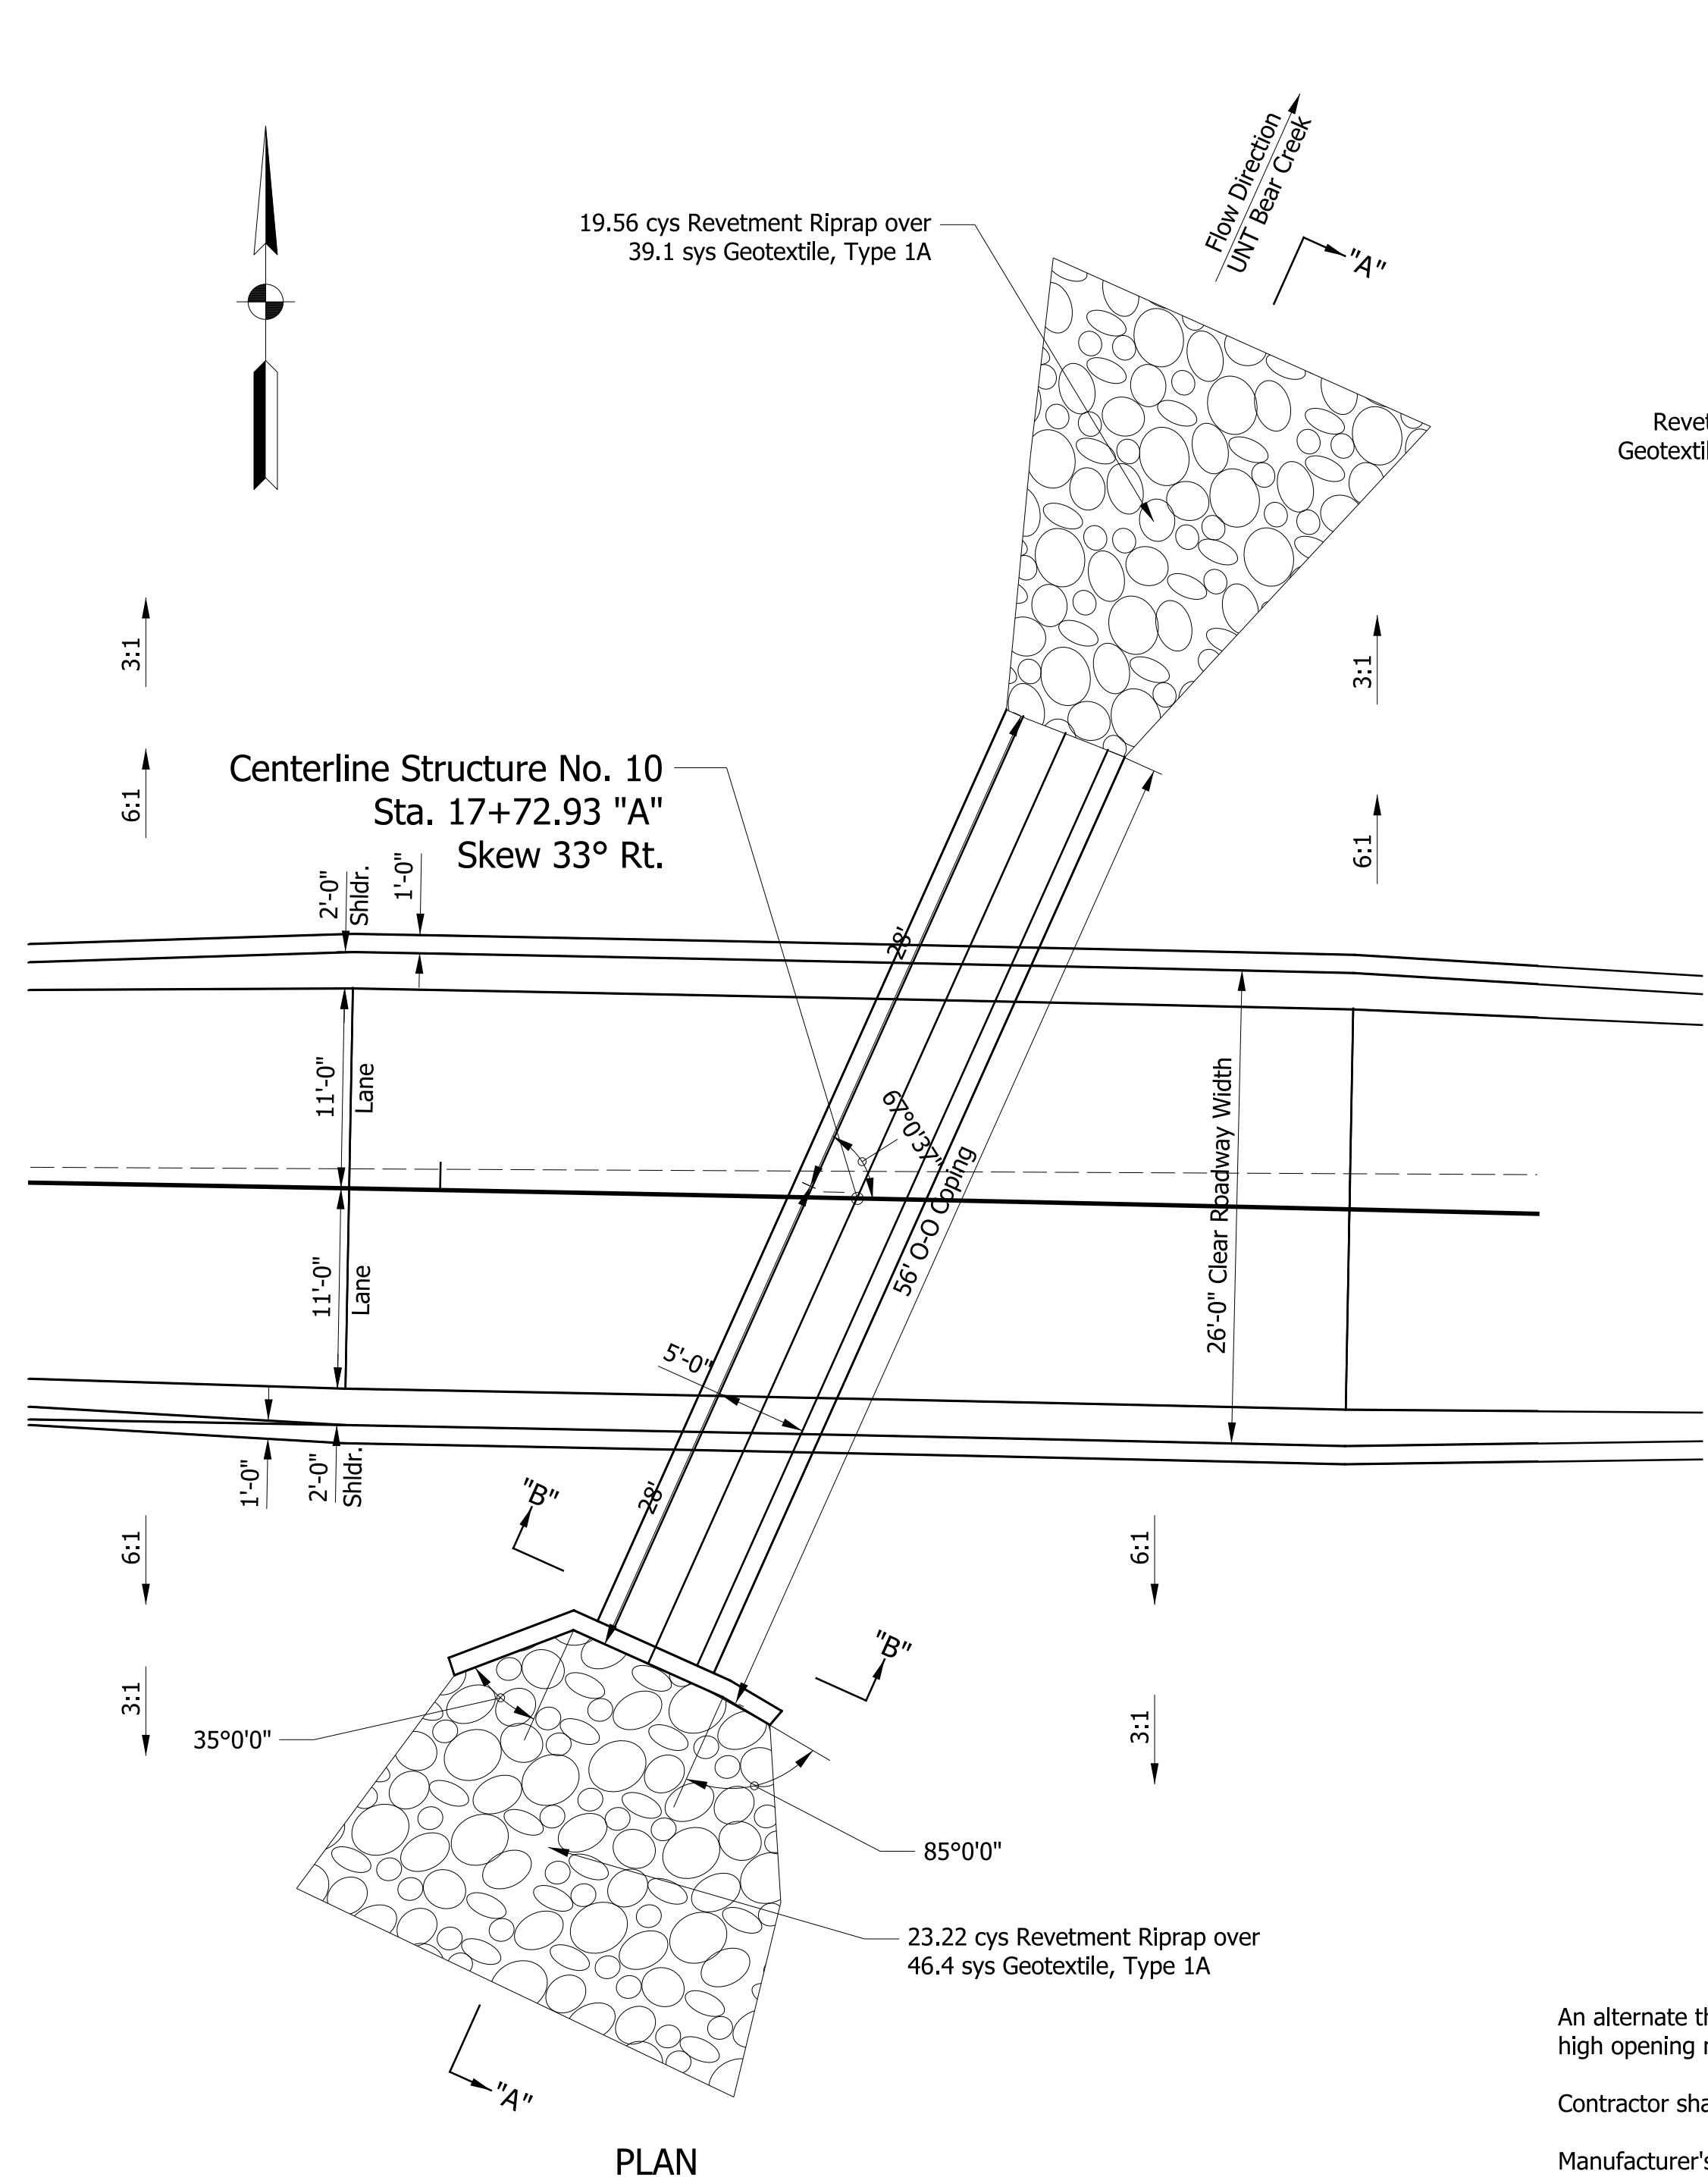 Flow Direction
UNT Bear Creek
"A"
19.56 cys Revetment Riprap over
39.1 sys Geotextile, Type 1A
3:1
3:1
6:1
6:1
Centerline Structure No. 10
Sta. 17+72.93 "A"
Skew 33° Rt.
2'-0"
Shldr.
1'-0"
28'
11'-0"
Lane
67°0'37"
26'-0" Clear Roadway Width
56' O-O Coping
11'-0"
Lane
5'-0"
1'-0"
2'-0"
Shldr.
28'
"B"
6:1
6:1
"B"
3:1
3:1
35°0'0"
85°0'0"
23.22 cys Revetment Riprap over
46.4 sys Geotextile, Type 1A
An alternate
high opening
"A"
Contractor
PLAN
Manufacturer's